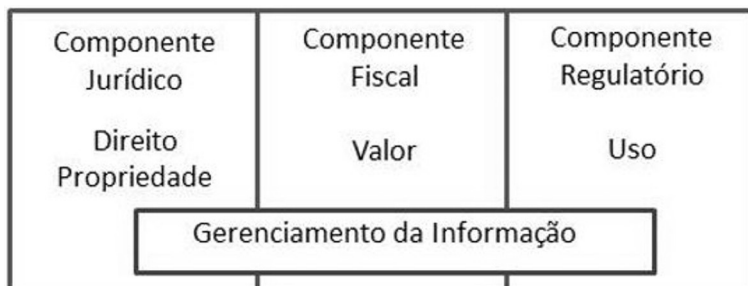 Componente
Jurídico
Direito
Propriedade
Componente
Fiscal
Valor
Componente
Regulatório
Uso
Gerenciamento da Informação